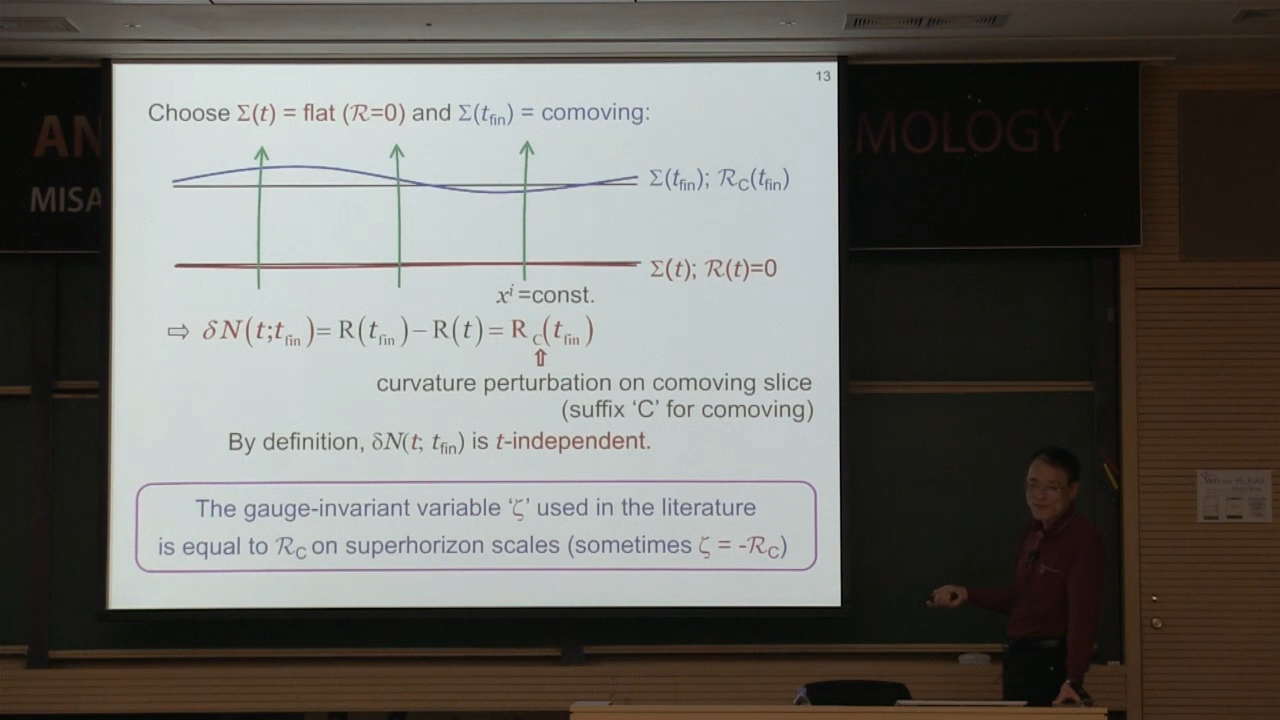 13
Choose Σ(t) = flat (ℛ=0) and Σ(t_fin) = comoving:
Σ(t_fin); ℛ_C(t_fin)
Σ(t); ℛ(t)=0
xⁱ=const.
⇨ δN(t;t_fin)= R(t_fin)−R(t)= R_C(t_fin)
⇧
curvature perturbation on comoving slice
(suffix ‘C’ for comoving)
By definition, δN(t; t_fin) is t-independent.
The gauge-invariant variable ‘ζ’ used in the literature
is equal to ℛ_C on superhorizon scales (sometimes ζ = -ℛ_C)
AN
MOLOGY
MISA